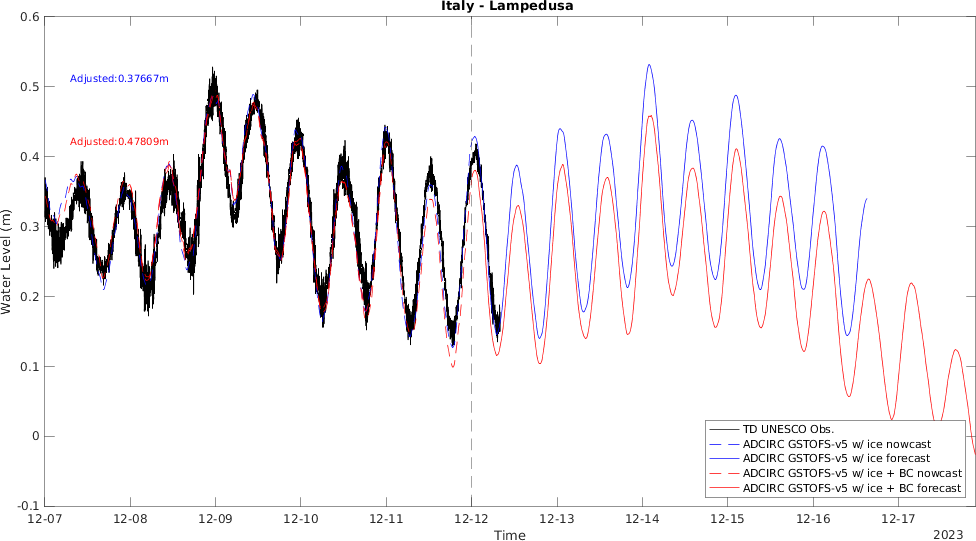 Italy - Lampedusa
Water Level (m)
0.6
0.5
0.4
0.3
0.2
0.1
0
-0.1
Adjusted:0.37667m
Adjusted:0.47809m
TD UNESCO Obs.
ADCIRC GSTOFS-v5 w/ ice nowcast
ADCIRC GSTOFS-v5 w/ ice forecast
ADCIRC GSTOFS-v5 w/ ice + BC nowcast
ADCIRC GSTOFS-v5 w/ ice + BC forecast
12-07 12-08 12-09 12-10 12-11 12-12 12-13 12-14 12-15 12-16 12-17
Time
2023